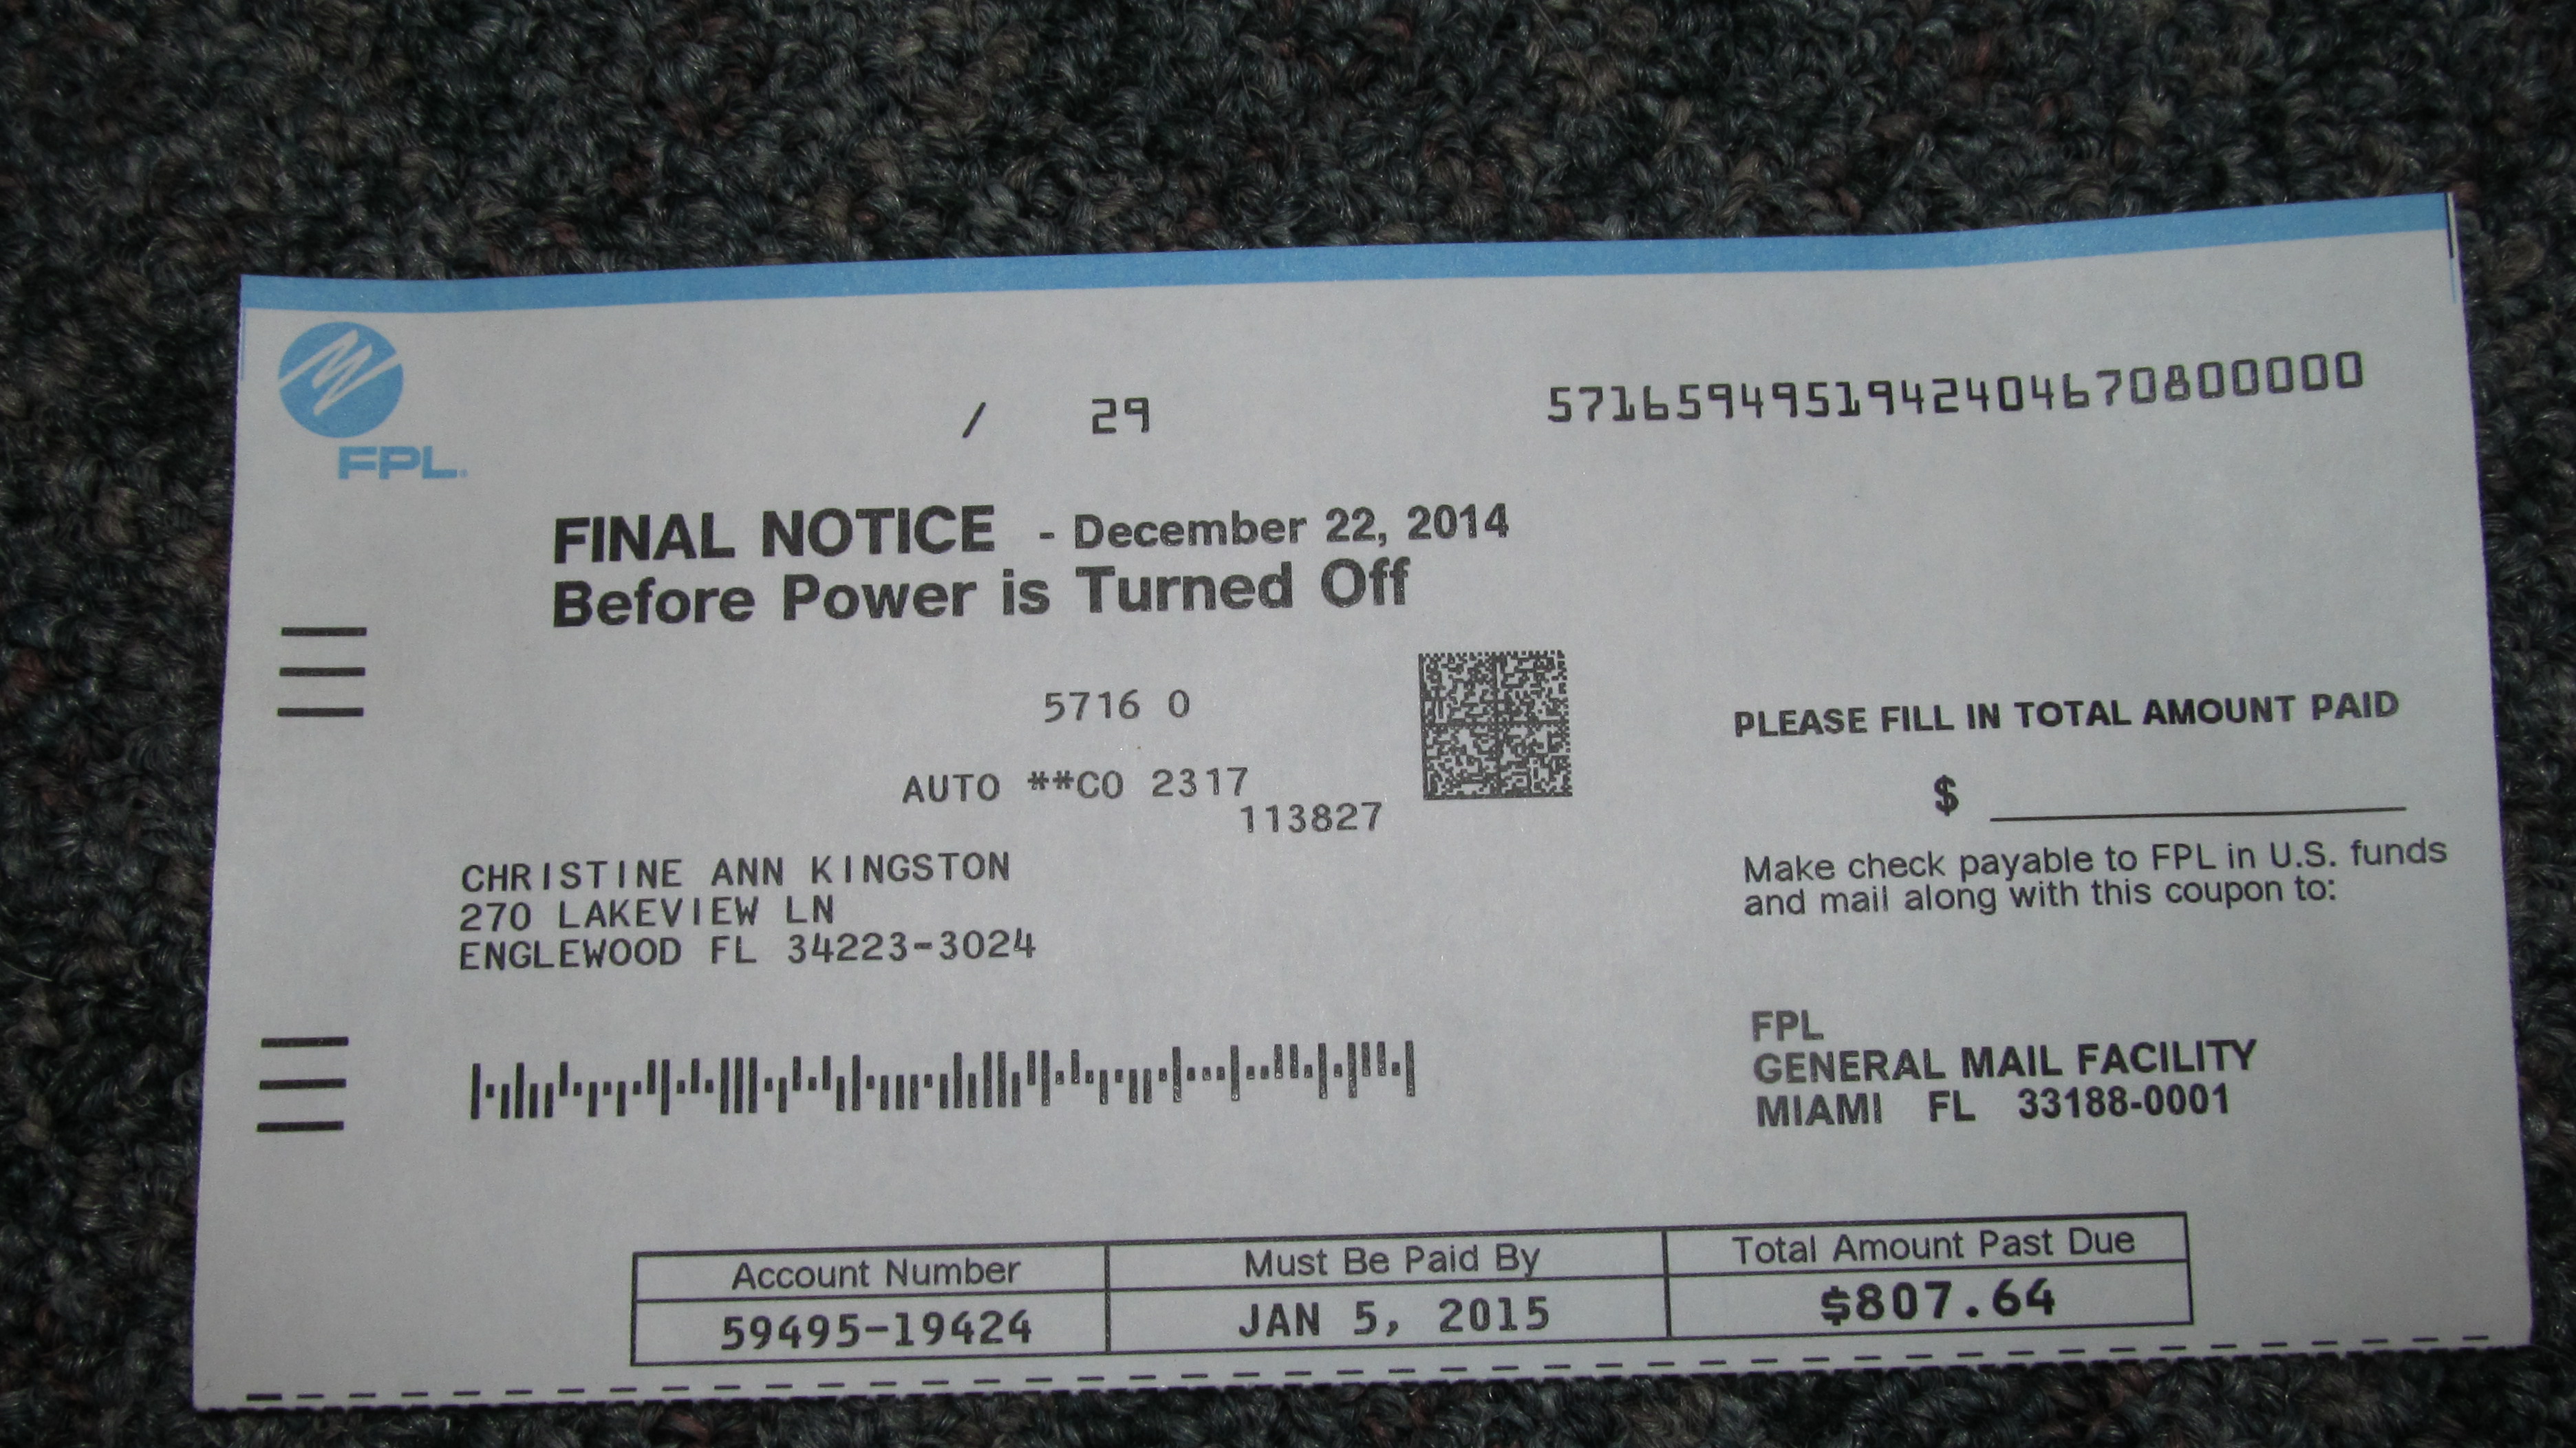 FPL.
/ 29
5716594951942404670800000
FINAL NOTICE - December 22, 2014
Before Power is Turned Off
5716 0
AUTO **CO 2317
113827
CHRISTINE ANN KINGSTON
270 LAKEVIEW LN
ENGLEWOOD FL 34223-3024
PLEASE FILL IN TOTAL AMOUNT PAID
$
Make check payable to FPL in U.S. funds
and mail along with this coupon to:
FPL
GENERAL MAIL FACILITY
MIAMI FL 33188-0001
Account Number Must Be Paid By Total Amount Past Due
59495-19424 JAN 5, 2015 $807.64